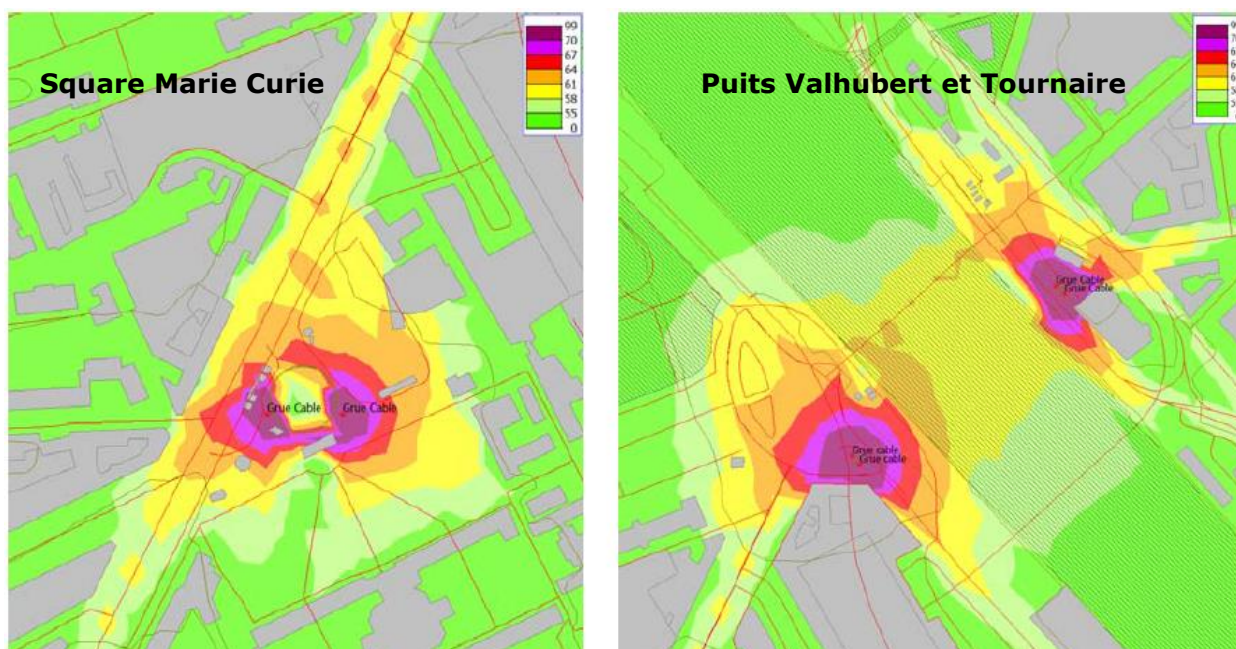 Square Marie Curie
99
70
67
64
61
58
55
0
Grue Cable
Grue Cable
Puits Valhubert et Tournaire
Grue Cable
Grue Cable
Grue cable
Grue cable